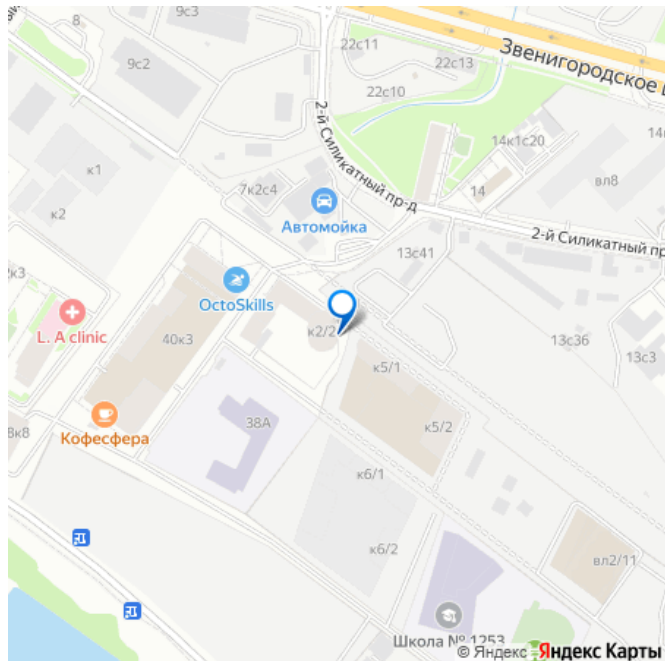 8
9с3
9с2
22с11
22с13
22с10
Звенигородское
2-й Силикатный пр-д
14к1с20
вл8
14
к1
к2
7к2с4
Автомойка
13с41
2-й Силикатный пр
OctoSkills
L. A clinic
40к3
к2/2
13с36
13с3
к5/1
Кофесфера
38А
к5/2
8к8
к6/1
к6/2
вл2/11
Школа № 1253
© Яндекс Яндекс Карты